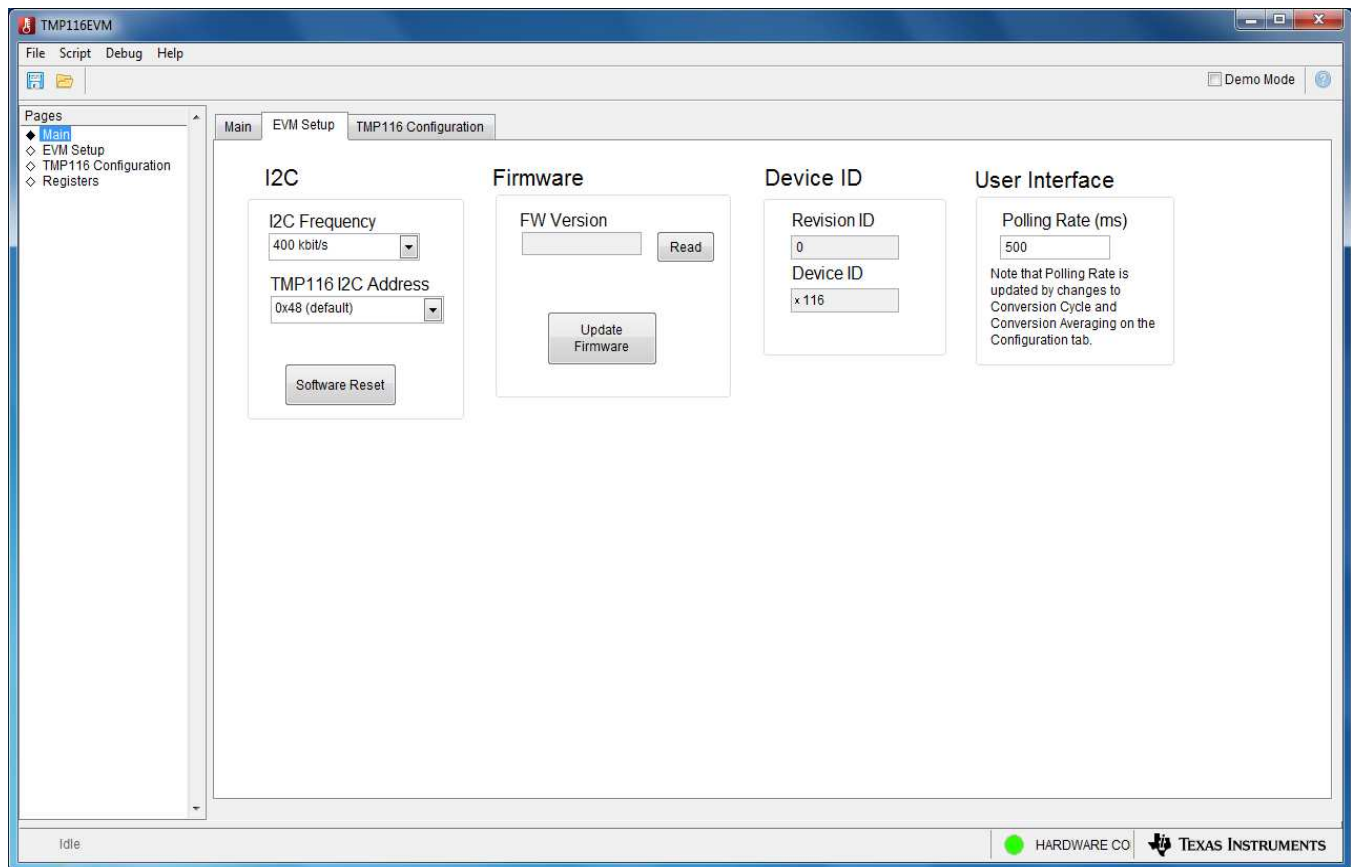 TMP116EVM
File Script Debug Help
Demo Mode
Pages
Main
EVM Setup
TMP116 Configuration
Registers
Main EVM Setup TMP116 Configuration
I2C
I2C Frequency
400 kbit/s
TMP116 I2C Address
0x48 (default)
Software Reset
Firmware
FW Version
Read
Update
Firmware
Device ID
Revision ID
0
Device ID
x 116
User Interface
Polling Rate (ms)
500
Note that Polling Rate is
updated by changes to
Conversion Cycle and
Conversion Averaging on the
Configuration tab.
Idle
HARDWARE CO
TEXAS INSTRUMENTS